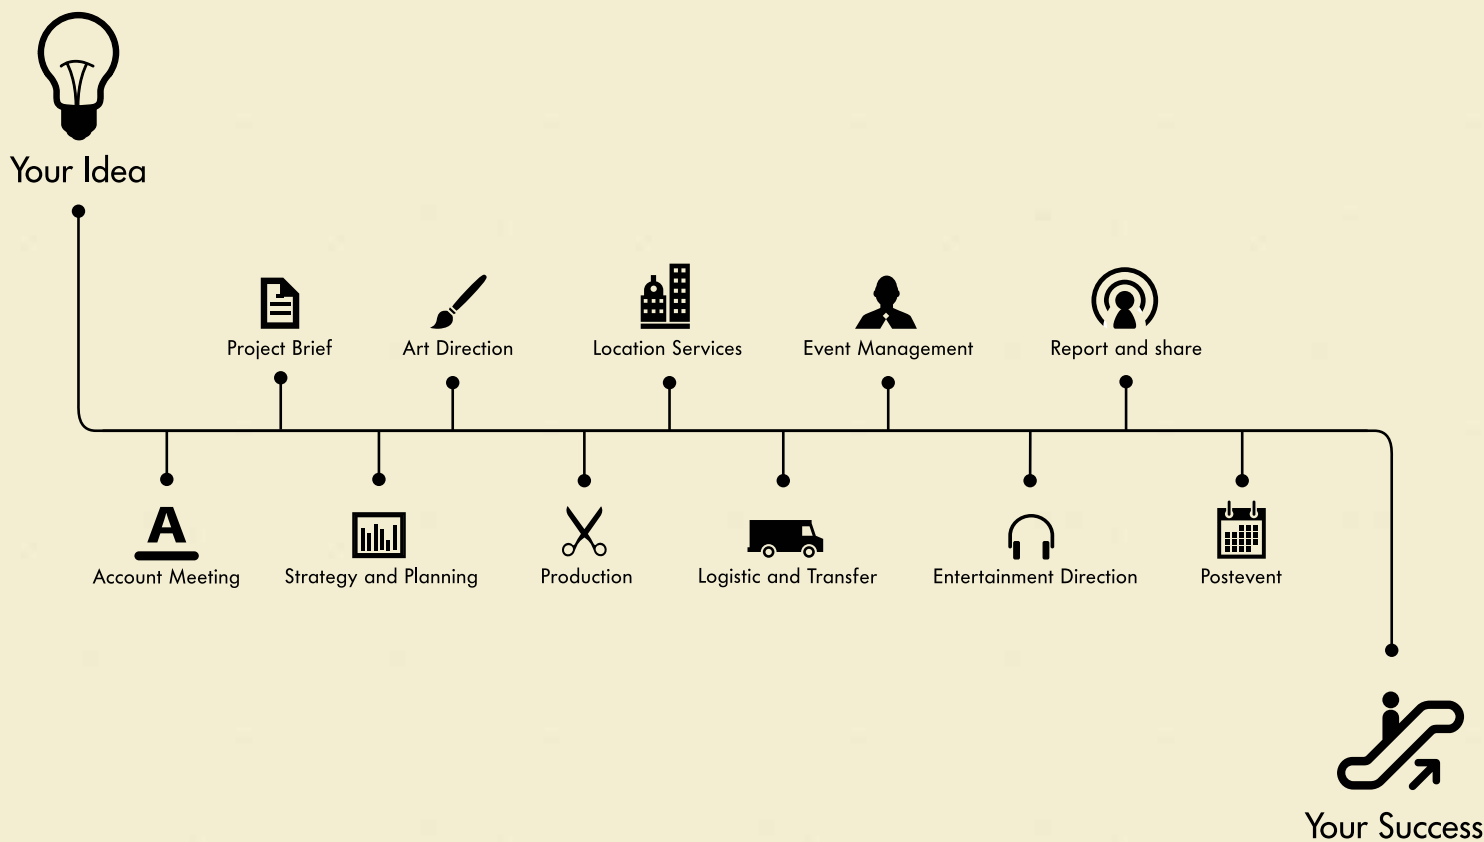 Your Idea
Project Brief
Art Direction
Location Services
Event Management
Report and share
A
Account Meeting
Strategy and Planning
Production
Logistic and Transfer
Entertainment Direction
Postevent
Your Success